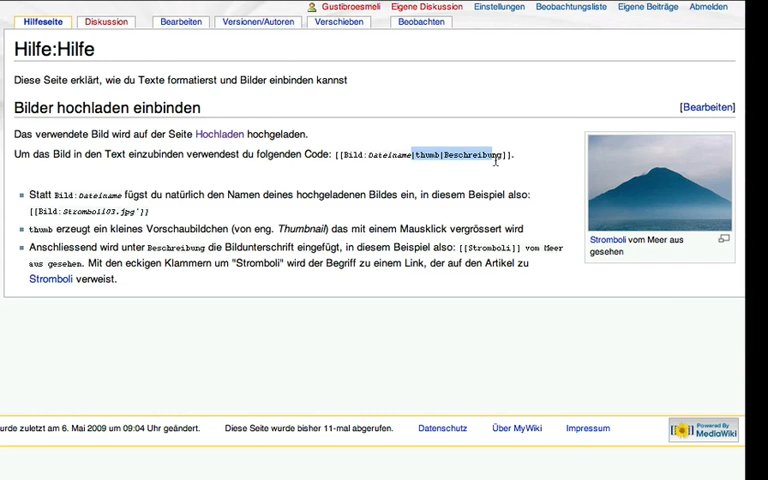 Gustibroesmeli Eigene Diskussion Einstellungen Beobachtungsliste Eigene Beiträge Abmelden
Hilfeseite Diskussion Bearbeiten Versionen/Autoren Verschieben Beobachten
Hilfe:Hilfe
Diese Seite erklärt, wie du Texte formatierst und Bilder einbinden kannst
Bilder hochladen einbinden
[Bearbeiten]
Das verwendete Bild wird auf der Seite Hochladen hochgeladen.
Um das Bild in den Text einzubinden verwendest du folgenden Code: [[Bild:Dateiname|thumb|Beschreibung]].
Statt Bild:Dateiname fügst du natürlich den Namen deines hochgeladenen Bildes ein, in diesem Beispiel also:
[[Bild:Stromboli03.jpg']]
thumb erzeugt ein kleines Vorschaubildchen (von eng. Thumbnail) das mit einem Mausklick vergrössert wird
Anschliessend wird unter Beschreibung die Bildunterschrift eingefügt, in diesem Beispiel also: [[Stromboli]] vom Meer
aus gesehen. Mit den eckigen Klammern um "Stromboli" wird der Begriff zu einem Link, der auf den Artikel zu
Stromboli verweist.
Stromboli vom Meer aus
gesehen
urde zuletzt am 6. Mai 2009 um 09:04 Uhr geändert. Diese Seite wurde bisher 11-mal abgerufen. Datenschutz Über MyWiki Impressum
Powered By
MediaWiki